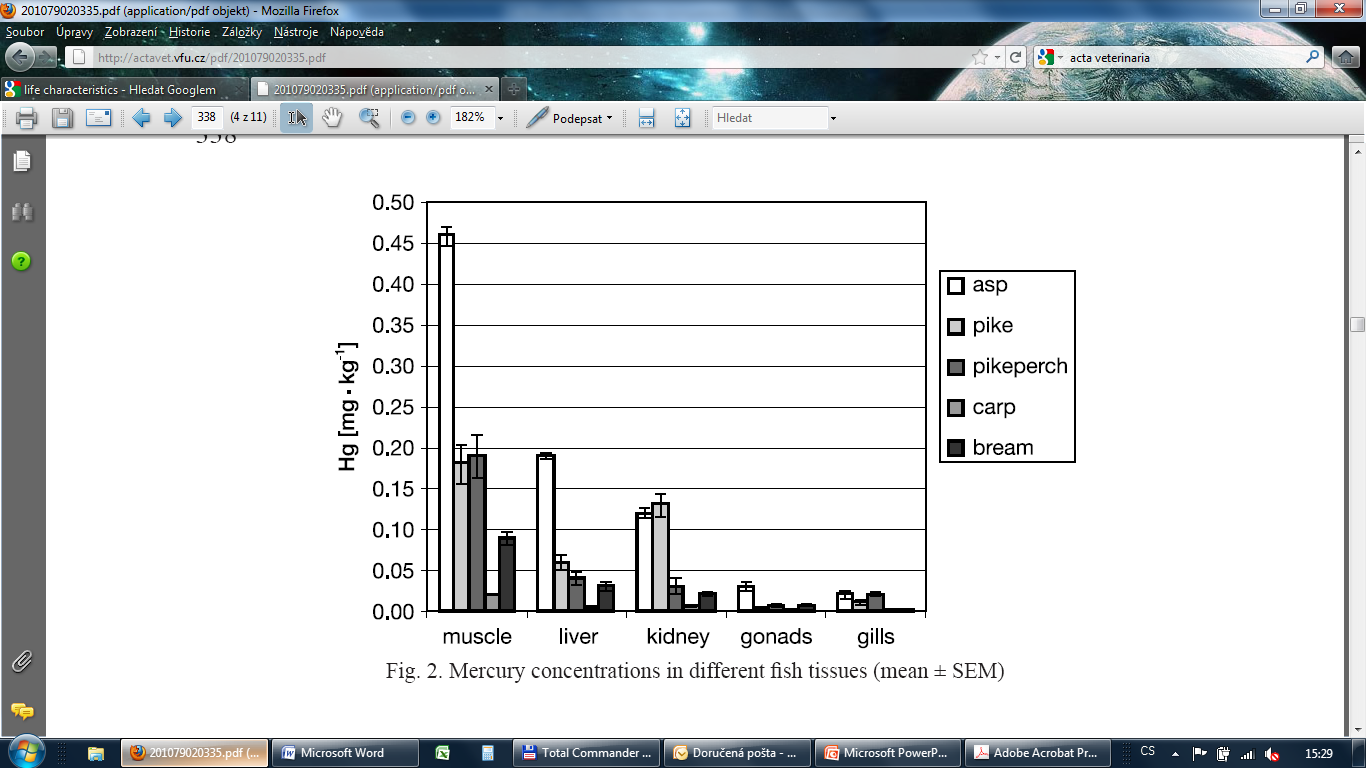 201079020335.pdf (application/pdf objekt) - Mozilla Firefox
Soubor Úpravy Zobrazení Historie Záložky Nástroje Nápověda
http://actavet.vfu.cz/pdf/201079020335.pdf
acta veterinaria
life characteristics - Hledat Googlem
201079020335.pdf (application/pdf o...
338 (4 z 11) 182% Podepsat Hledat
338
0.50
0.45
0.40
0.35
0.30
0.25
0.20
0.15
0.10
0.05
0.00
Hg [mg · kg-1]
muscle liver kidney gonads gills
asp
pike
pikeperch
carp
bream
Fig. 2. Mercury concentrations in different fish tissues (mean ± SEM)
201079020335.pdf (... Microsoft Word Total Commander ... Doručená pošta - ... Microsoft PowerP... Adobe Acrobat Pr... CS 15:29